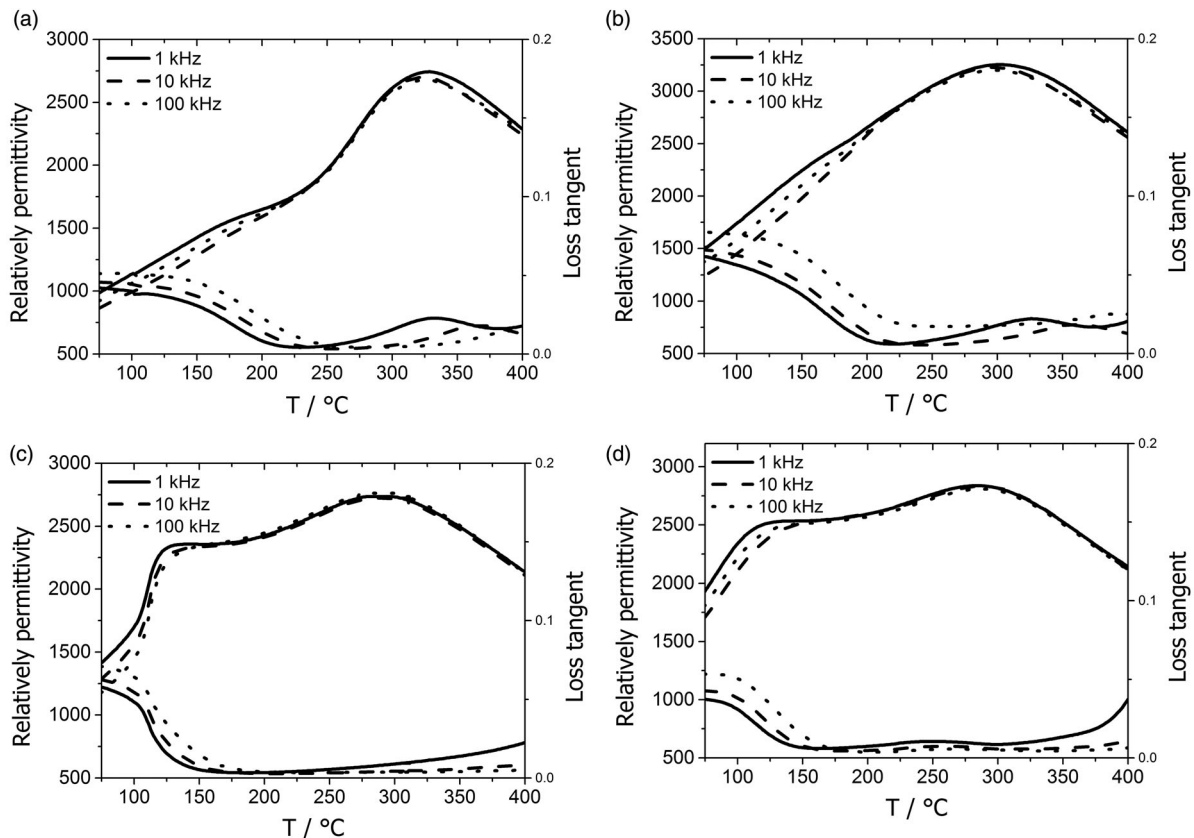 (a)
3000
2500
2000
1500
1000
500
Relatively permittivity
1 kHz
10 kHz
100 kHz
0.2
0.1
0.0
Loss tangent
100 150 200 250 300 350 400
T / °C
(b)
3500
3000
2500
2000
1500
1000
500
Relatively permittivity
1 kHz
10 kHz
100 kHz
0.2
0.1
0.0
Los tangent
100 150 200 250 300 350 400
T / °C
(c)
3000
2500
2000
1500
1000
500
Relatively permittivity
1 kHz
10 kHz
100 kHz
0.2
0.1
0.0
Loss tangent
100 150 200 250 300 350 400
T / °C
(d)
3000
2500
2000
1500
1000
500
Relatively permittivity
1 kHz
10 kHz
100 kHz
0.2
0.1
0.0
Loss tangent
100 150 200 250 300 350 400
T / °C